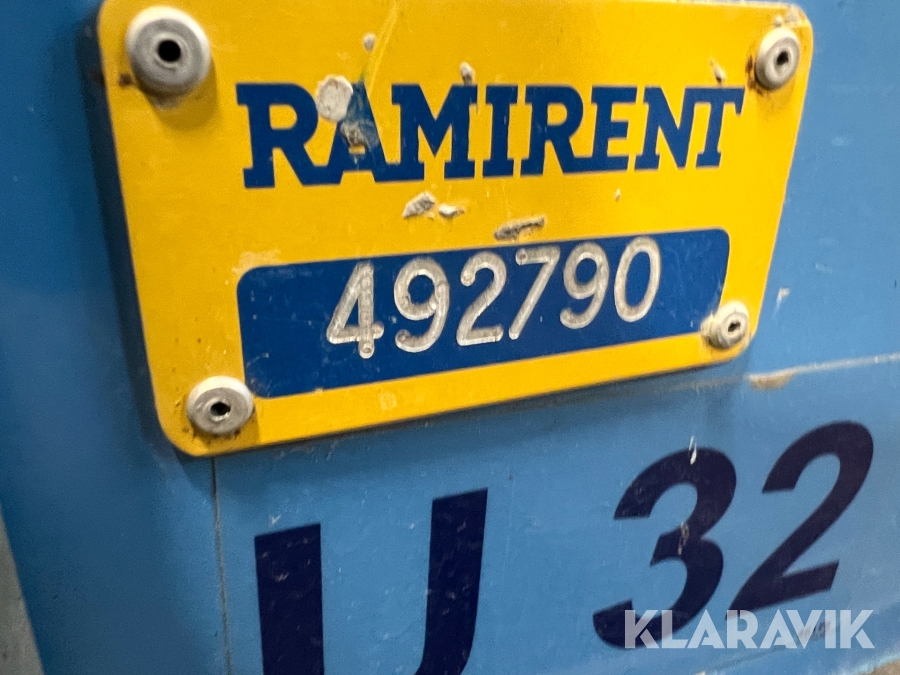 RAMIRENT
492790
U 32
KLARAVIK